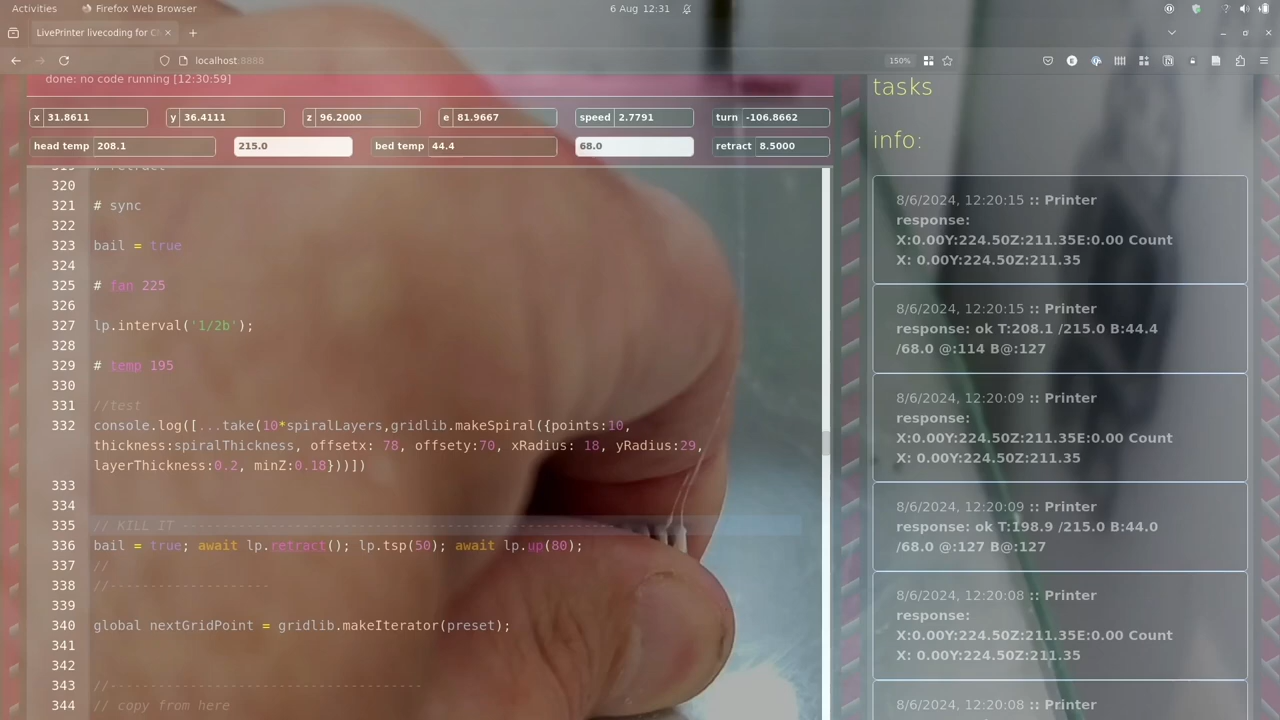 Activities Firefox Web Browser 6 Aug 12:31
LivePrinter livecoding for
localhost:8888 150%
done: no code running [12:30:59]
x 31.8611 y 36.4111 z 96.2000 e 81.9667 speed 2.7791 turn -106.8662
head temp 208.1 215.0 bed temp 44.4 68.0 retract 8.5000
319 # retract
320
321 # sync
322
323 bail = true
324
325 # fan 225
326
327 lp.interval('1/2b');
328
329 # temp 195
330
331 //test
332 console.log([...take(10*spiralLayers,gridlib.makeSpiral({points:10,
thickness:spiralThickness, offsetx: 78, offsety:70, xRadius: 18, yRadius:29,
layerThickness:0.2, minZ:0.18}))])
333
334
335 // KILL IT -----------------------------------------------------
336 bail = true; await lp.retract(); lp.tsp(50); await lp.up(80);
337 //
338 //--------------------
339
340 global nextGridPoint = gridlib.makeIterator(preset);
341
342
343 //---------------------------------------
344 // copy from here
tasks
info:
8/6/2024, 12:20:15 :: Printer
response:
X:0.00Y:224.50Z:211.35E:0.00 Count
X: 0.00Y:224.50Z:211.35
8/6/2024, 12:20:15 :: Printer
response: ok T:208.1 /215.0 B:44.4
/68.0 @:114 B@:127
8/6/2024, 12:20:09 :: Printer
response:
X:0.00Y:224.50Z:211.35E:0.00 Count
X: 0.00Y:224.50Z:211.35
8/6/2024, 12:20:09 :: Printer
response: ok T:198.9 /215.0 B:44.0
/68.0 @:127 B@:127
8/6/2024, 12:20:08 :: Printer
response:
X:0.00Y:224.50Z:211.35E:0.00 Count
X: 0.00Y:224.50Z:211.35
8/6/2024, 12:20:08 :: Printer